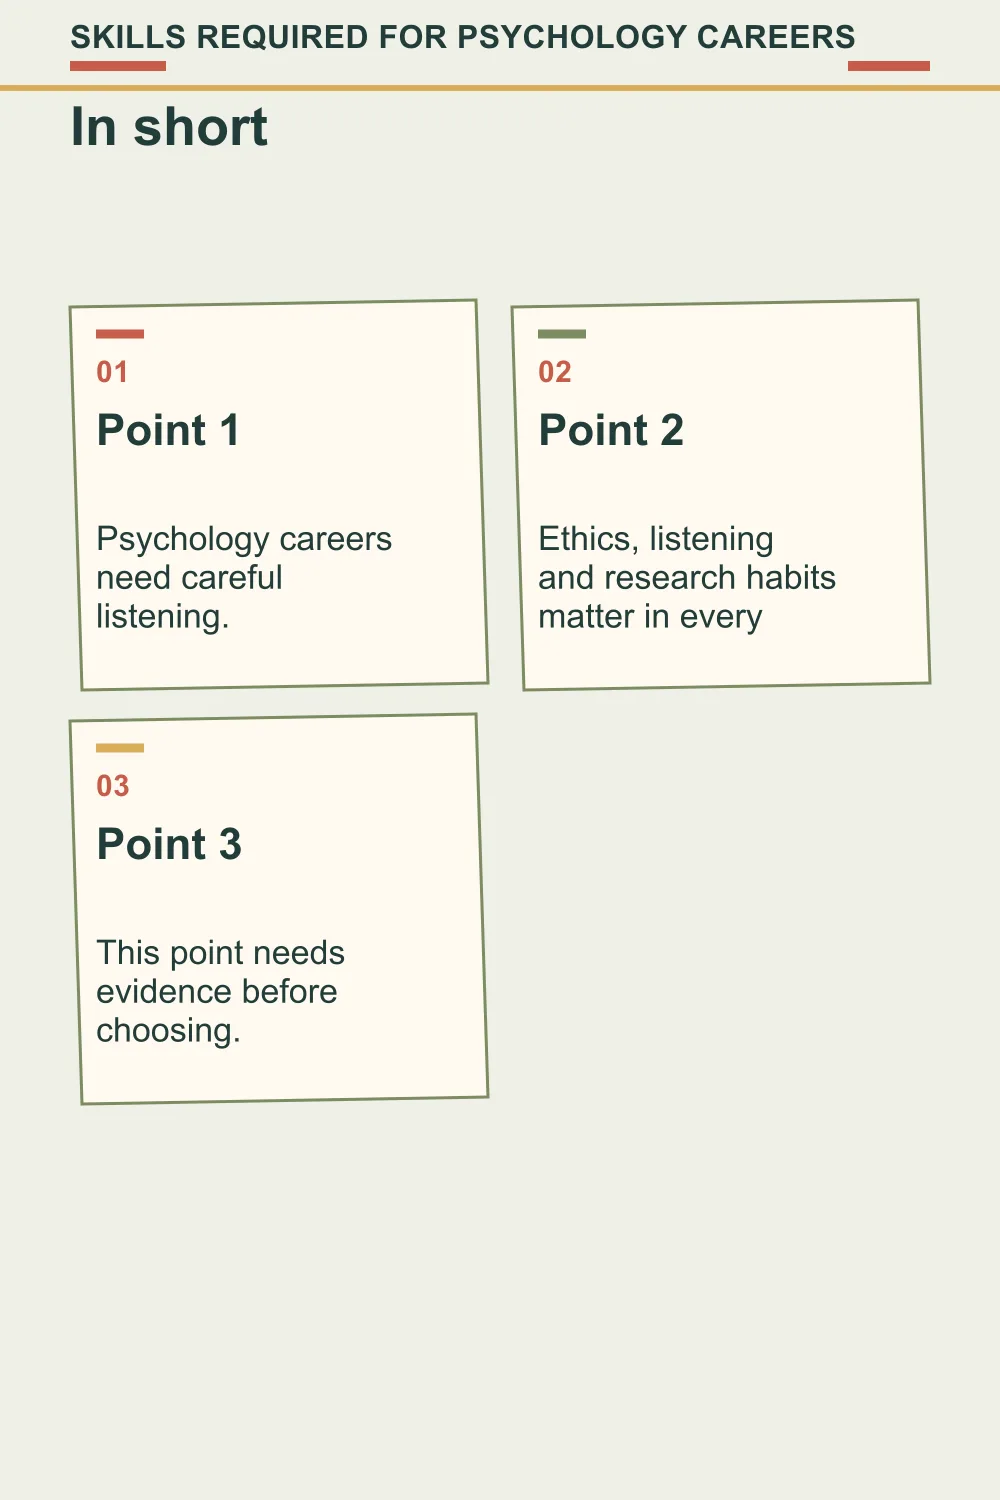 SKILLS REQUIRED FOR PSYCHOLOGY CAREERS
In short
01
Point 1
Psychology careers
need careful
listening.
02
Point 2
Ethics, listening
and research habits
matter in every
03
Point 3
This point needs
evidence before
choosing.